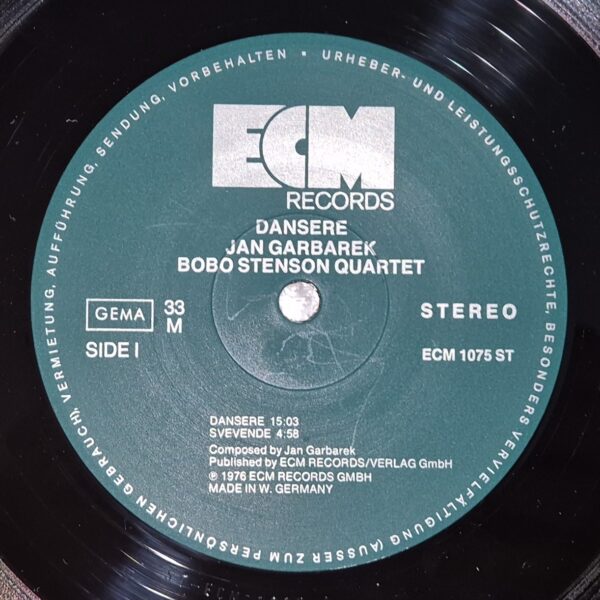 URHEBER- UND LEISTUNGSSCHUTZRECHTE, BESONDERS VERVIELFÄLTIGUNG (AUSSER ZUM PERSÖNLICHEN GEBRAUCH), VERMIETUNG, AUFFÜHRUNG, SENDUNG, VORBEHALTEN •
ECM
RECORDS
DANSERE
JAN GARBAREK
BOBO STENSON QUARTET
GEMA 33 M
STEREO
SIDE I
ECM 1075 ST
DANSERE 15:03
SVEVENDE 4:58
Composed by Jan Garbarek
Published by ECM RECORDS/VERLAG GmbH
℗ 1976 ECM RECORDS GMBH
MADE IN W. GERMANY